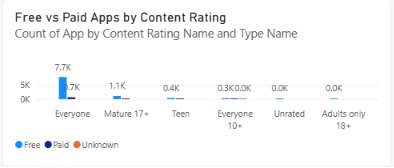 Free vs Paid Apps by Content Rating
Count of App by Content Rating Name and Type Name
7.7K
0.7K 1.1K 0.4K 0.3K 0.0K 0.0K 0.0K
5K
0K
Everyone Mature 17+ Teen Everyone 10+ Unrated Adults only 18+
Free Paid Unknown